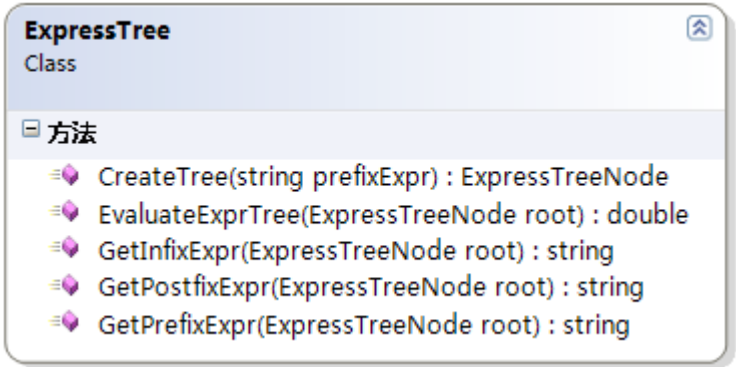 ExpressTree
Class
方法
CreateTree(string prefixExpr) : ExpressTreeNode
EvaluateExprTree(ExpressTreeNode root) : double
GetInfixExpr(ExpressTreeNode root) : string
GetPostfixExpr(ExpressTreeNode root) : string
GetPrefixExpr(ExpressTreeNode root) : string